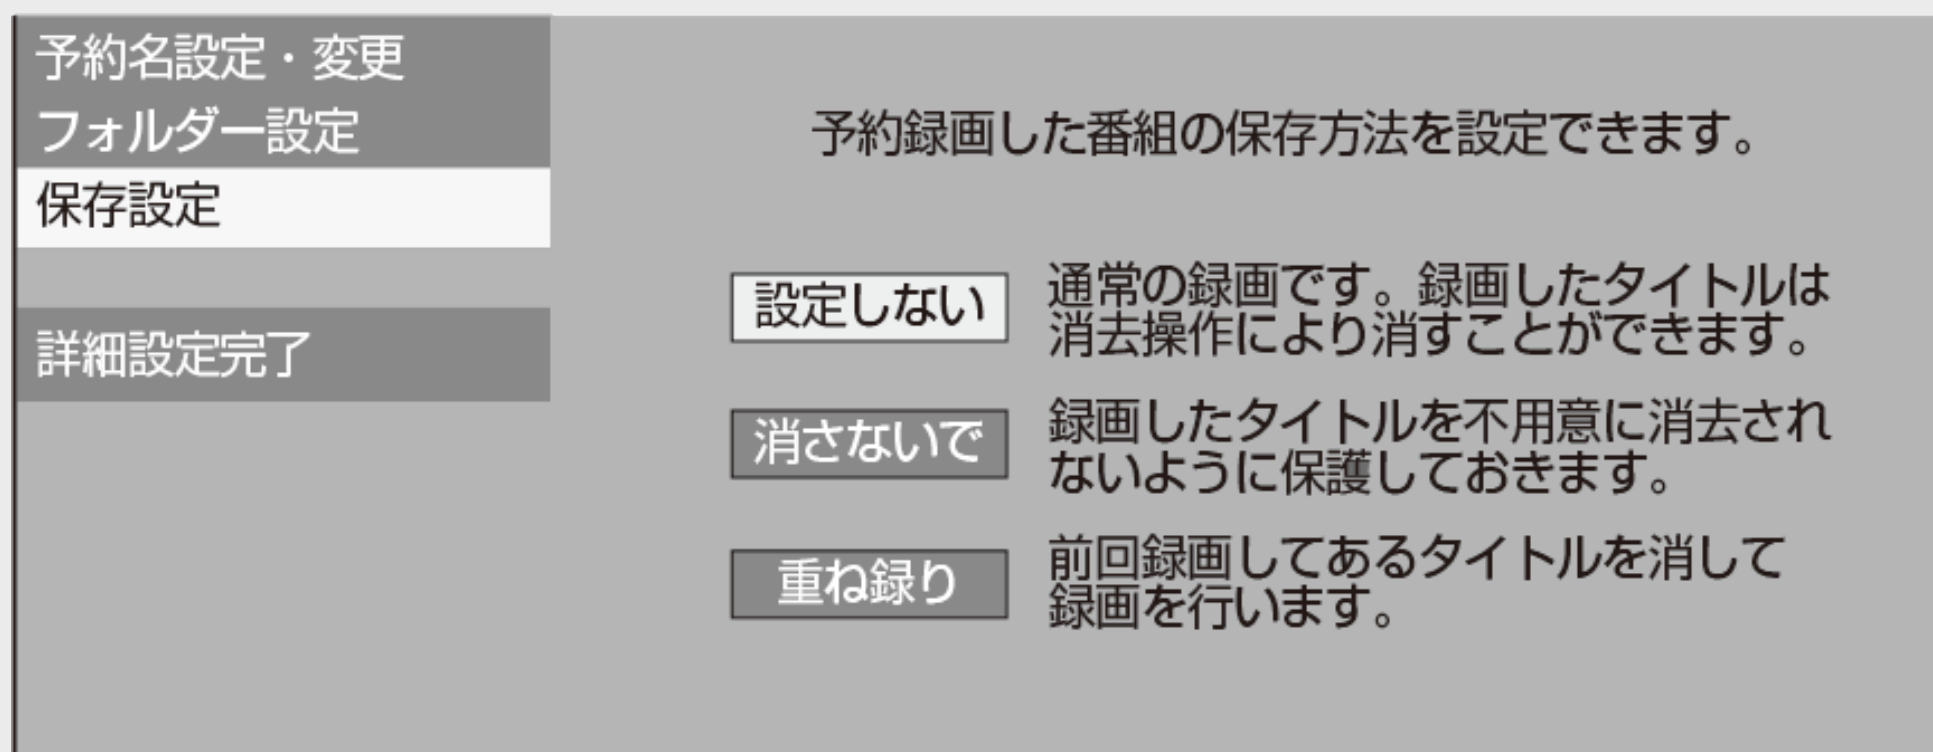 予約名設定・変更
フォルダー設定
保存設定
詳細設定完了
予約録画した番組の保存方法を設定できます。
設定しない
通常の録画です。録画したタイトルは
消去操作により消すことができます。
消さないで
録画したタイトルを不用意に消去され
ないように保護しておきます。
重ね録り
前回録画してあるタイトルを消して
録画を行います。